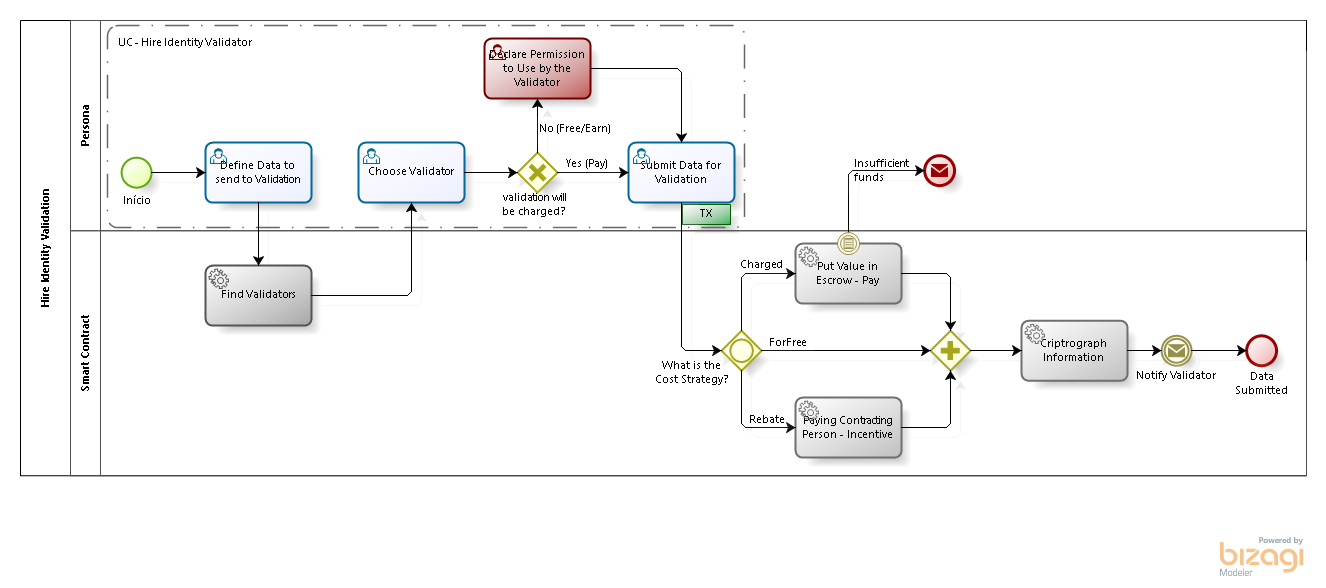 Hire Identity Validation
Persona
UC - Hire Identity Validator
Início
Define Data to
send to Validation
Choose Validator
Declare Permission
to Use by the
Validator
No (Free/Earn)
Yes (Pay)
validation will
be charged?
Submit Data for
Validation
TX
Insufficient
funds
Smart Contract
Find Validators
What is the
Cost Strategy?
Charged
Put Value in
Escrow - Pay
ForFree
Rebate
Paying Contracting
Person - Incentive
Criptrograph
Information
Notify Validator
Data
Submitted
Powered by
bizagi
Modeler